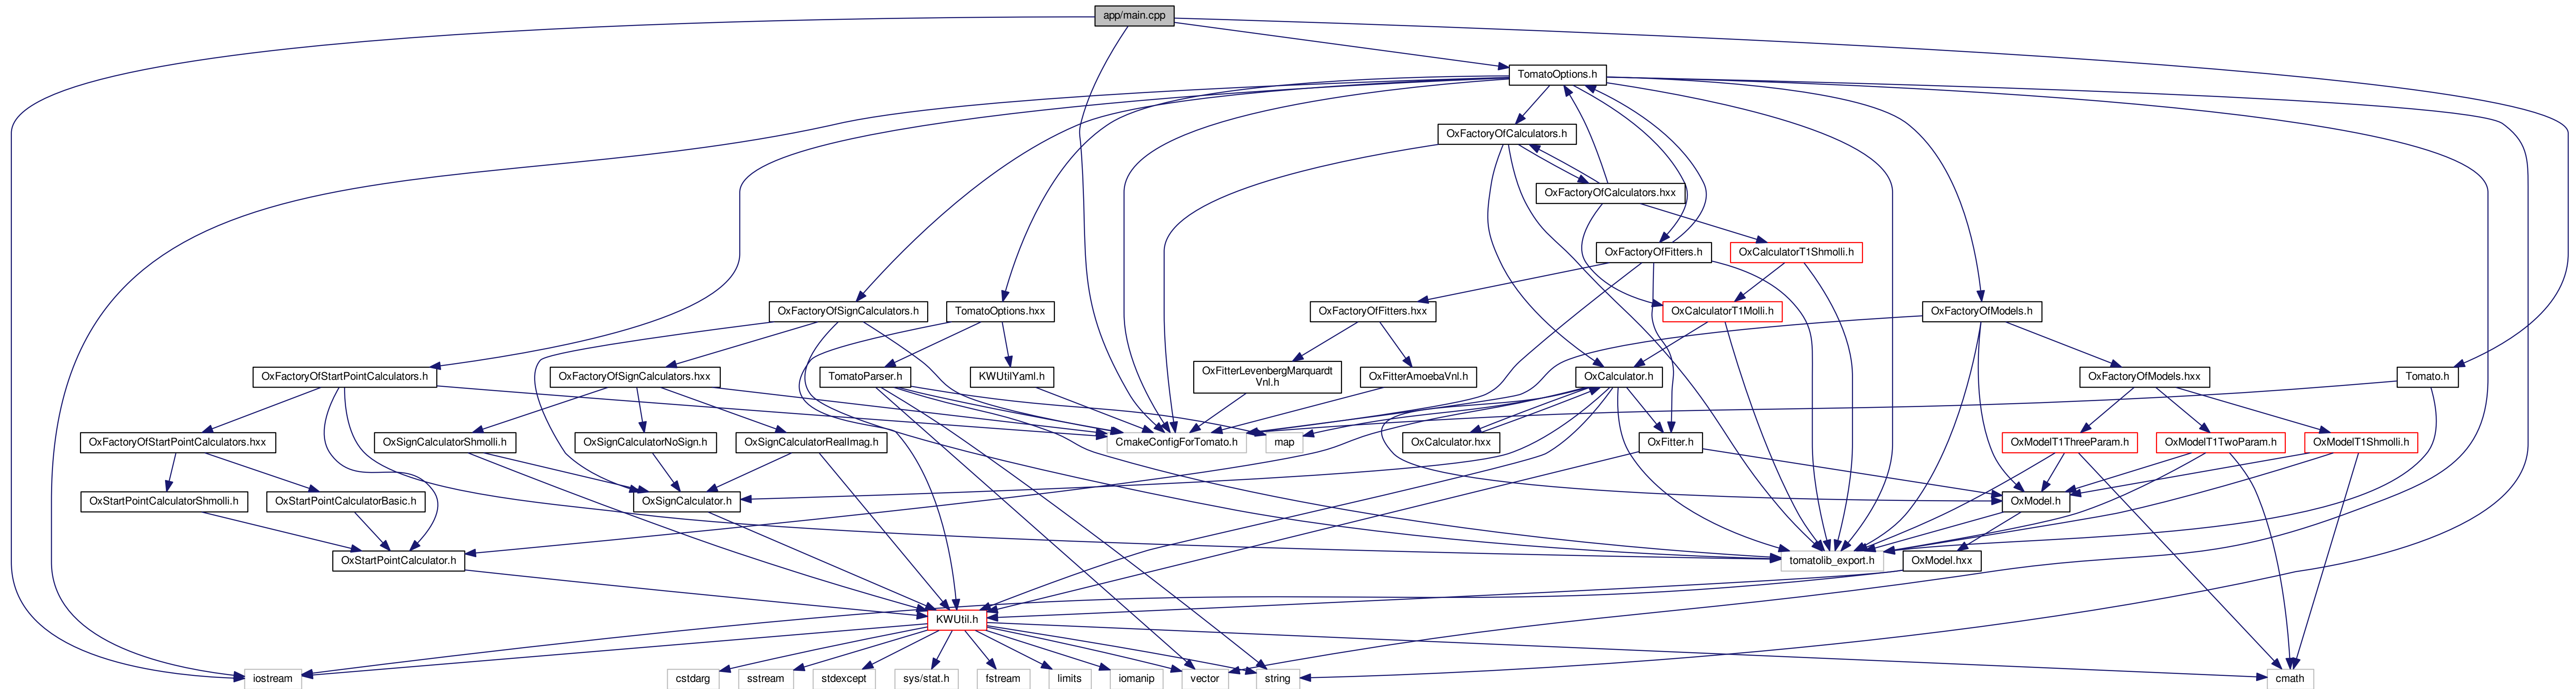 app/main.cpp
TomatoOptions.h
OxFactoryOfCalculators.h
OxFactoryOfCalculators.hxx
OxFactoryOfFitters.h
OxCalculatorT1Shmolli.h
OxFactoryOfSignCalculators.h
TomatoOptions.hxx
OxFactoryOfFitters.hxx
OxCalculatorT1Molli.h
OxFactoryOfModels.h
OxFactoryOfStartPointCalculators.h
OxFactoryOfSignCalculators.hxx
TomatoParser.h
KWUtilYaml.h
OxFitterLevenbergMarquardt
Vnl.h
OxFitterAmoebaVnl.h
OxCalculator.h
OxFactoryOfModels.hxx
Tomato.h
OxFactoryOfStartPointCalculators.hxx
OxSignCalculatorShmolli.h
OxSignCalculatorNoSign.h
OxSignCalculatorRealImag.h
CmakeConfigForTomato.h
map
OxCalculator.hxx
OxFitter.h
OxModelT1ThreeParam.h
OxModelT1TwoParam.h
OxModelT1Shmolli.h
OxStartPointCalculatorShmolli.h
OxStartPointCalculatorBasic.h
OxSignCalculator.h
OxModel.h
OxStartPointCalculator.h
tomatolib_export.h
OxModel.hxx
KWUtil.h
iostream
cstdarg
sstream
stdexcept
sys/stat.h
fstream
limits
iomanip
vector
string
cmath